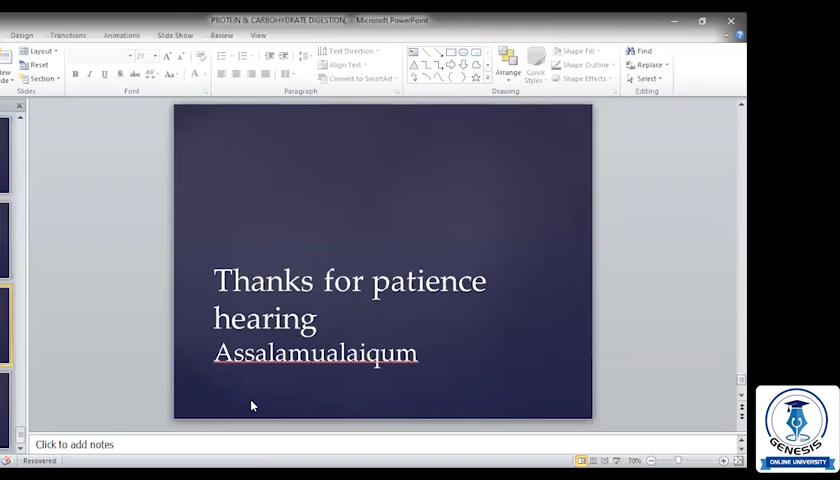 PROTEIN & CARBOHYDRATE DIGESTION, - Microsoft PowerPoint
Design Transitions Animations Slide Show Review View
Layout
Reset
Section
Slides
21
Font
Paragraph
Text Direction
Align Text
Convert to SmartArt
Arrange
Quick
Styles
Shape Fill
Shape Outline
Shape Effects
Drawing
Find
Replace
Select
Editing
Thanks for patience
hearing
Assalamualaiqum
Click to add notes
Recovered
70%
GENESIS
ONLINE UNIVERSITY